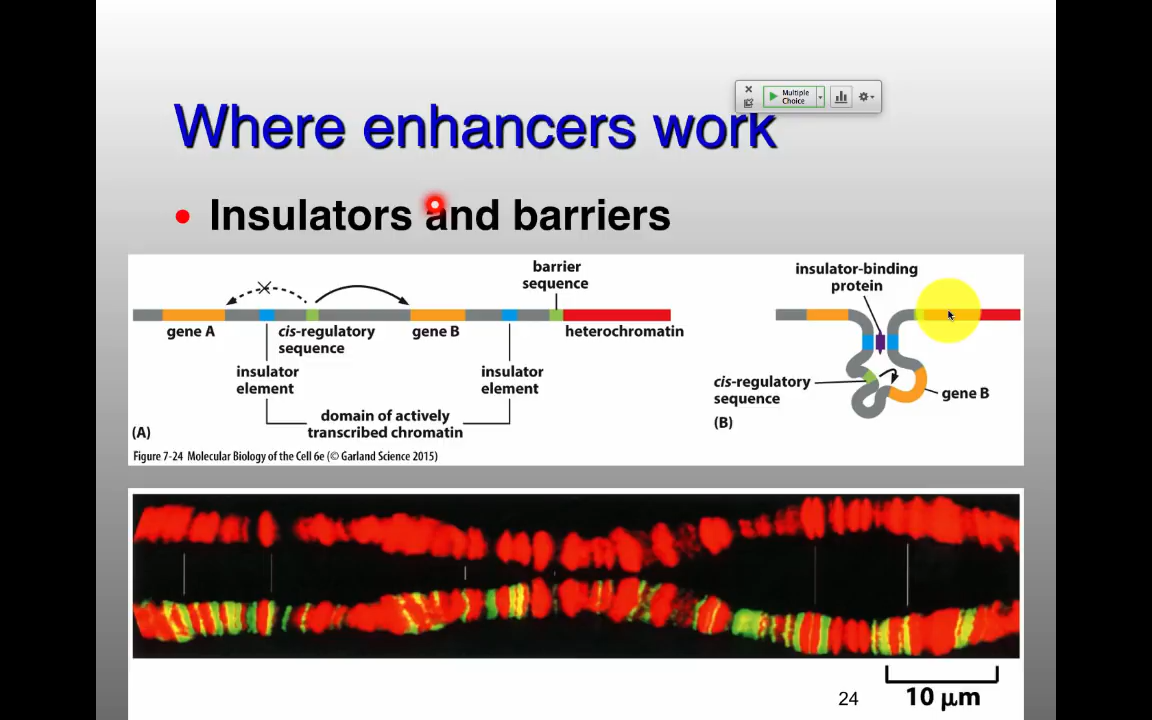 Multiple
Choice
Where enhancers work
• Insulators and barriers
barrier
sequence
gene A
cis-regulatory
sequence
gene B
heterochromatin
insulator
element
insulator
element
domain of actively
transcribed chromatin
(A)
Figure 7-24 Molecular Biology of the Cell 6e (© Garland Science 2015)
insulator-binding
protein
cis-regulatory
sequence
gene B
(B)
24
10 μm